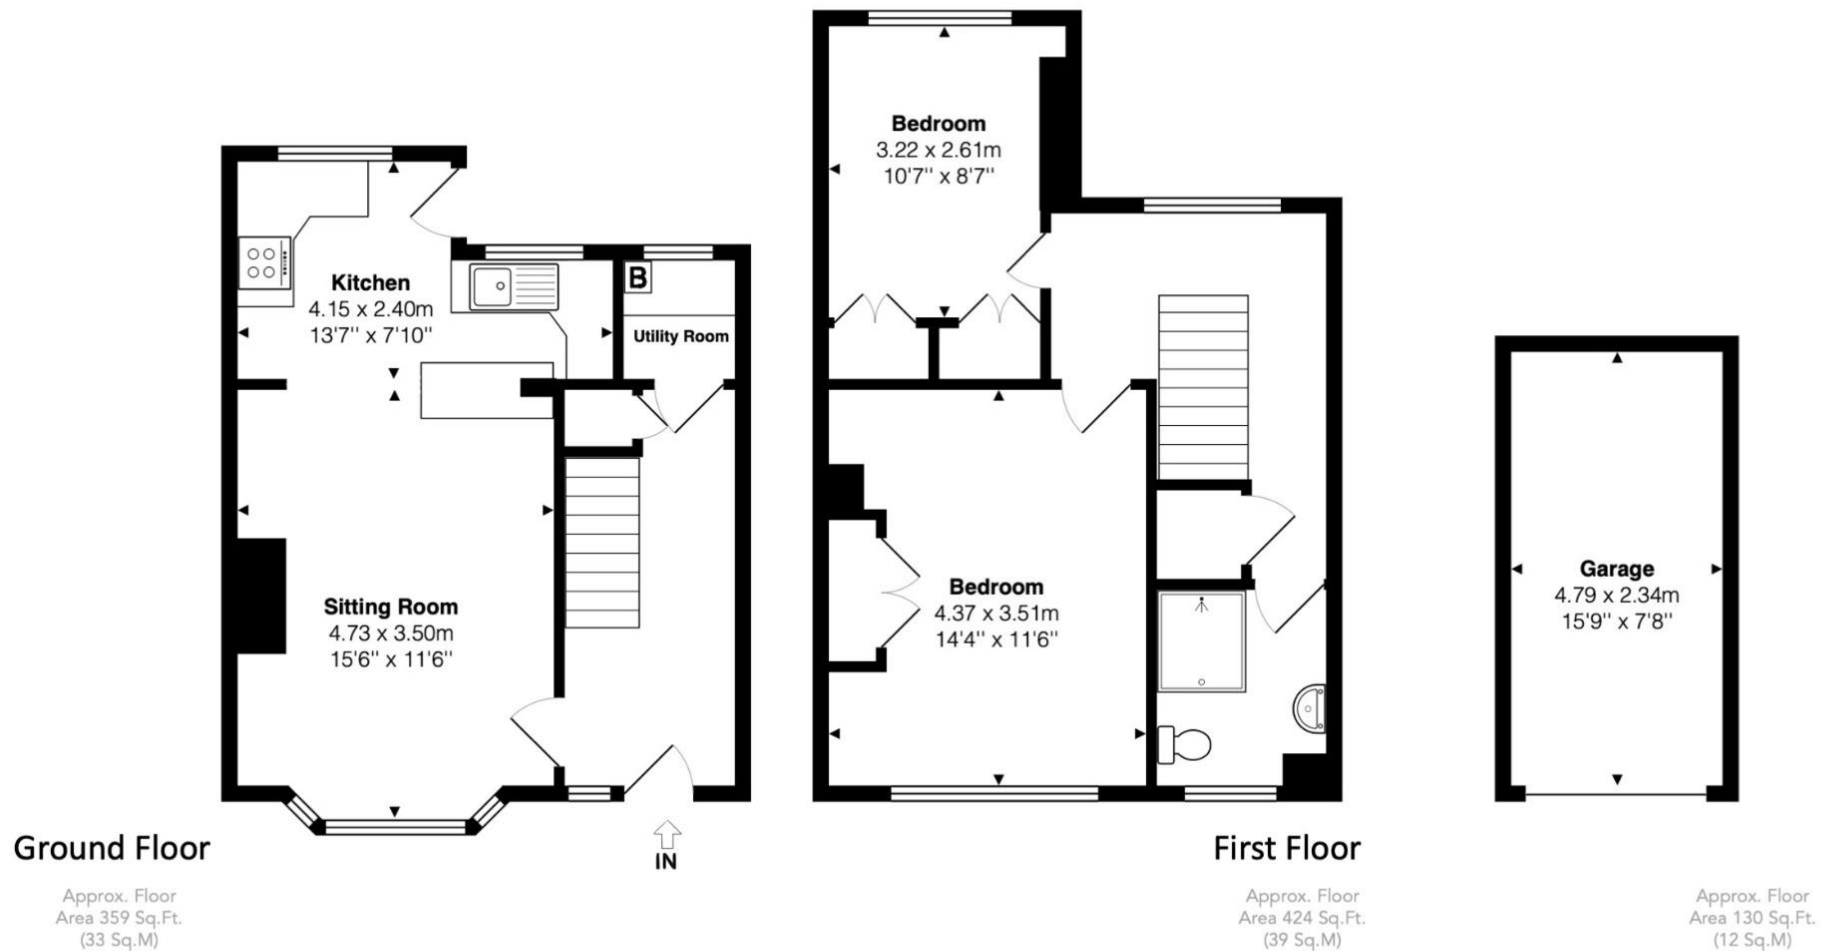 Kitchen
4.15 x 2.40m
13'7'' x 7'10''
B
Utility Room
Sitting Room
4.73 x 3.50m
15'6'' x 11'6''
IN
Ground Floor
Approx. Floor
Area 359 Sq.Ft.
(33 Sq.M)
Bedroom
3.22 x 2.61m
10'7'' x 8'7''
Bedroom
4.37 x 3.51m
14'4'' x 11'6''
First Floor
Approx. Floor
Area 424 Sq.Ft.
(39 Sq.M)
Garage
4.79 x 2.34m
15'9'' x 7'8''
Approx. Floor
Area 130 Sq.Ft.
(12 Sq.M)